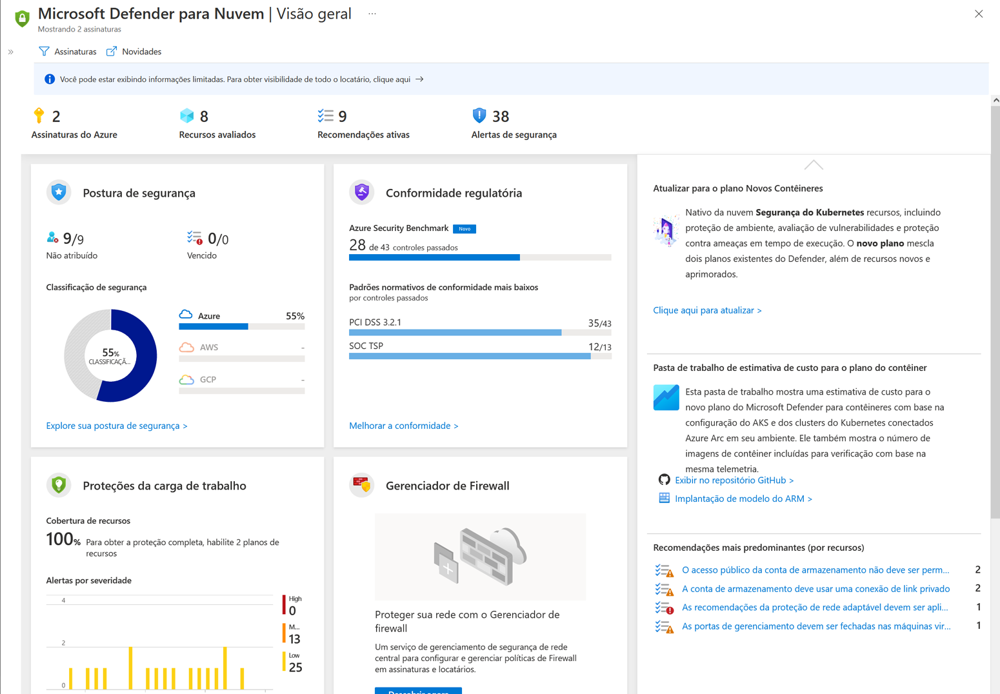 Microsoft Defender para Nuvem | Visão geral ...
Mostrando 2 assinaturas
Assinaturas
Novidades
Você pode estar exibindo informações limitadas. Para obter visibilidade de todo o locatário, clique aqui →
2
Assinaturas do Azure
8
Recursos avaliados
9
Recomendações ativas
38
Alertas de segurança
Postura de segurança
9/9
Não atribuído
0/0
Vencido
Classificação de segurança
55%
CLASSIFICAÇÃ...
Azure 55%
AWS -
GCP -
Explore sua postura de segurança >
Conformidade regulatória
Azure Security Benchmark Novo
28 de 43 controles passados
Padrões normativos de conformidade mais baixos
por controles passados
PCI DSS 3.2.1 35/43
SOC TSP 12/13
Melhorar a conformidade >
Proteções da carga de trabalho
Cobertura de recursos
100% Para obter a proteção completa, habilite 2 planos de
recursos
Alertas por severidade
4
2
0
High
0
M...
13
Low
25
Gerenciador de Firewall
Proteger sua rede com o Gerenciador de
firewall
Um serviço de gerenciamento de segurança de rede
central para configurar e gerenciar políticas de Firewall
em assinaturas e locatários.
Descobrir agora
Atualizar para o plano Novos Contêineres
Nativo da nuvem Segurança do Kubernetes recursos, incluindo
proteção de ambiente, avaliação de vulnerabilidades e proteção
contra ameaças em tempo de execução. O novo plano mescla
dois planos existentes do Defender, além de recursos novos e
aprimorados.
Clique aqui para atualizar >
Pasta de trabalho de estimativa de custo para o plano do contêiner
Esta pasta de trabalho mostra uma estimativa de custo para o
novo plano do Microsoft Defender para contêineres com base na
configuração do AKS e dos clusters do Kubernetes conectados
Azure Arc em seu ambiente. Ele também mostra o número de
imagens de contêiner incluídas para verificação com base na
mesma telemetria.
Exibir no repositório GitHub >
Implantação de modelo do ARM >
Recomendações mais predominantes (por recursos)
O acesso público da conta de armazenamento não deve ser perm... 2
A conta de armazenamento deve usar uma conexão de link privado 2
As recomendações da proteção de rede adaptável devem ser apli... 1
As portas de gerenciamento devem ser fechadas nas máquinas vir... 1